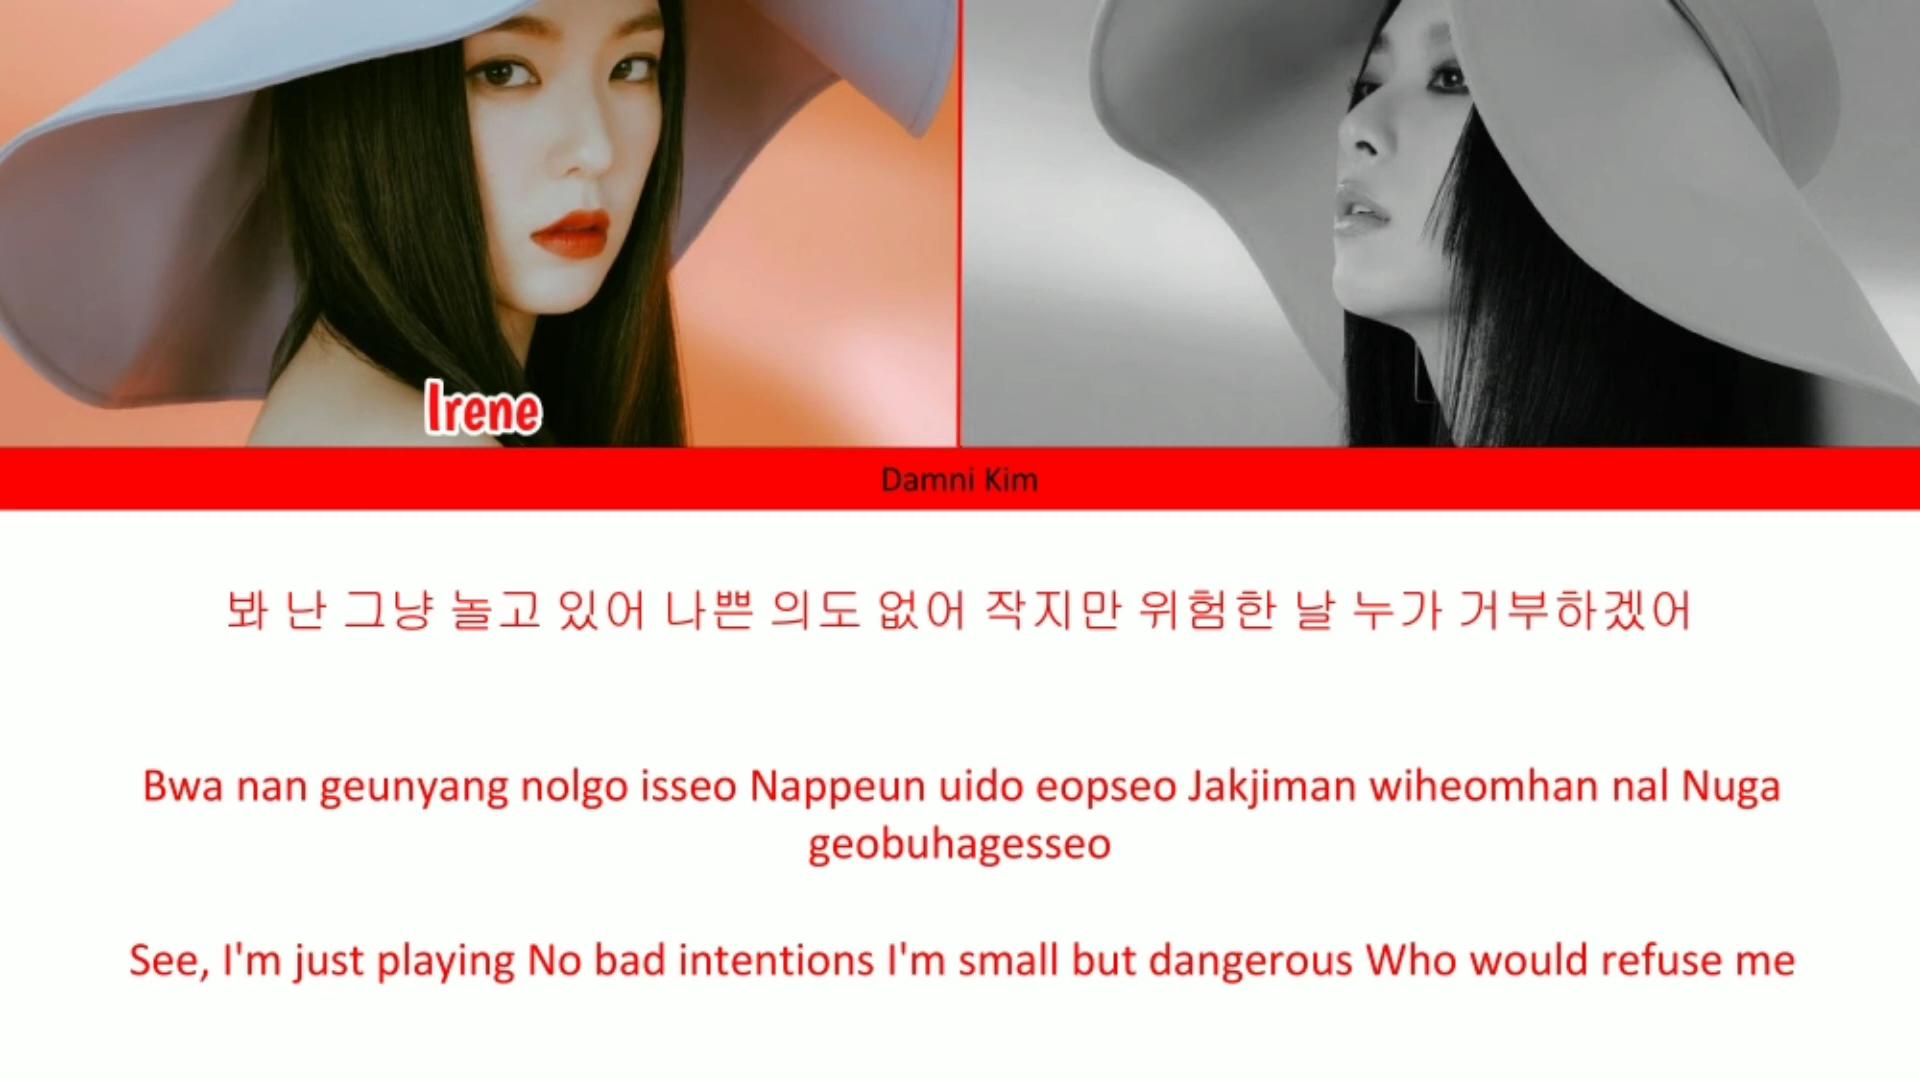 Irene
Damni Kim
봐 난 그냥 놀고 있어 나쁜 의도 없어 작지만 위험한 날 누가 거부하겠어
Bwa nan geunyang nolgo isseo Nappeun uido eopseo Jakjiman wiheomhan nal Nuga
geobuhagesseo
See, I'm just playing No bad intentions I'm small but dangerous Who would refuse me